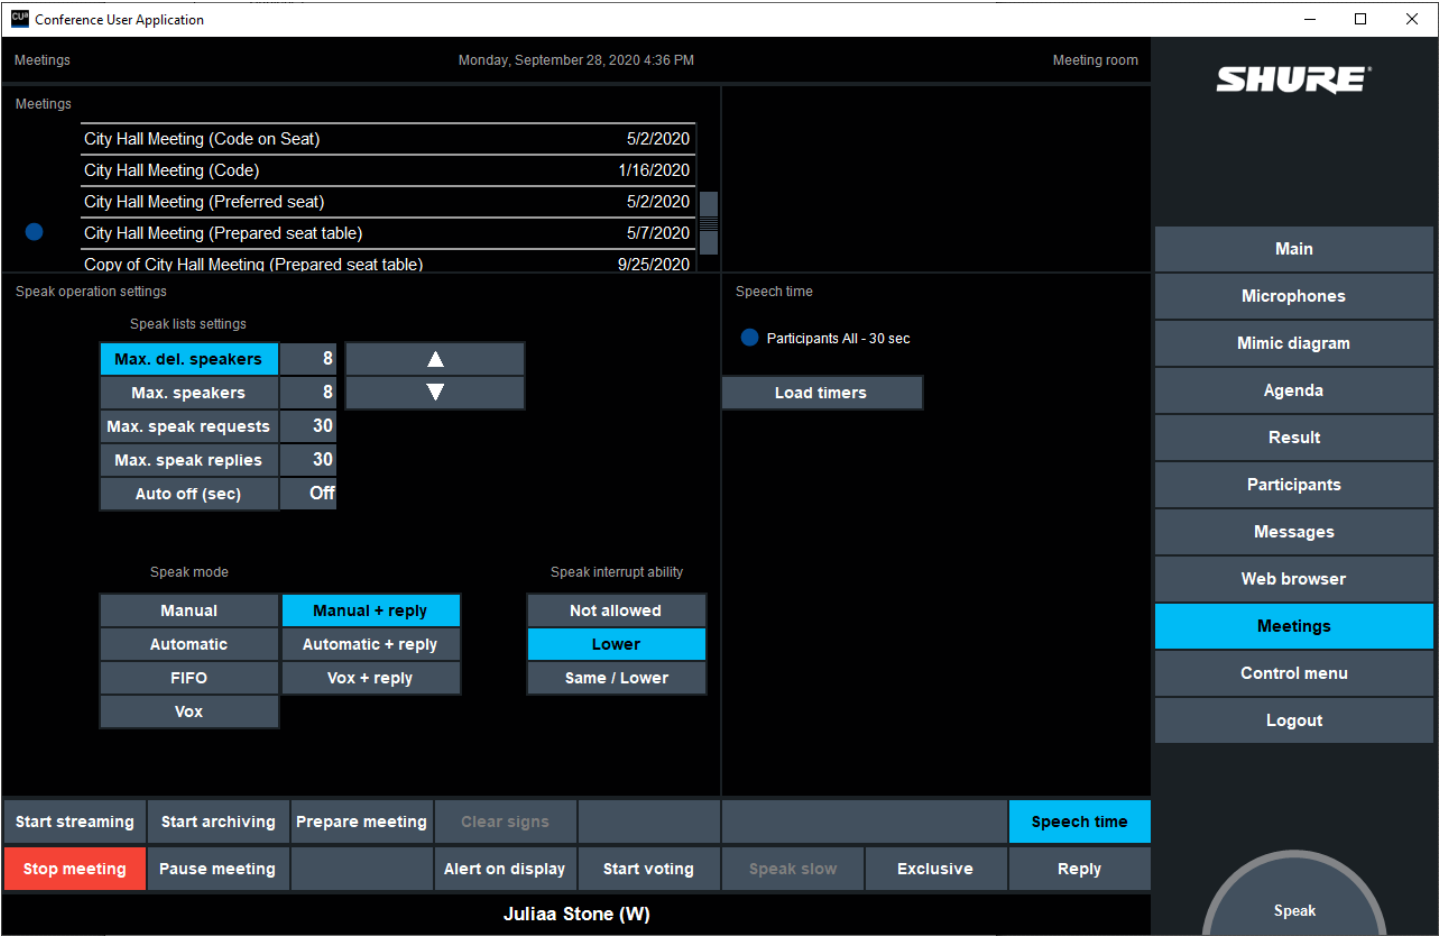 CUa Conference User Application
Meetings Monday, September 28, 2020 4:36 PM Meeting room
SHURE
Meetings
City Hall Meeting (Code on Seat) 5/2/2020
City Hall Meeting (Code) 1/16/2020
City Hall Meeting (Preferred seat) 5/2/2020
City Hall Meeting (Prepared seat table) 5/7/2020
Copy of City Hall Meeting (Prepared seat table) 9/25/2020
Speak operation settings
Speak lists settings
Max. del. speakers 8
▲
Max. speakers 8
▼
Max. speak requests 30
Max. speak replies 30
Auto off (sec) Off
Speak mode
Manual Manual + reply
Automatic Automatic + reply
FIFO Vox + reply
Vox
Speak interrupt ability
Not allowed
Lower
Same / Lower
Speech time
Participants All - 30 sec
Load timers
Main
Microphones
Mimic diagram
Agenda
Result
Participants
Messages
Web browser
Meetings
Control menu
Logout
Start streaming Start archiving Prepare meeting Clear signs Speech time
Stop meeting Pause meeting Alert on display Start voting Speak slow Exclusive Reply
Juliaa Stone (W)
Speak